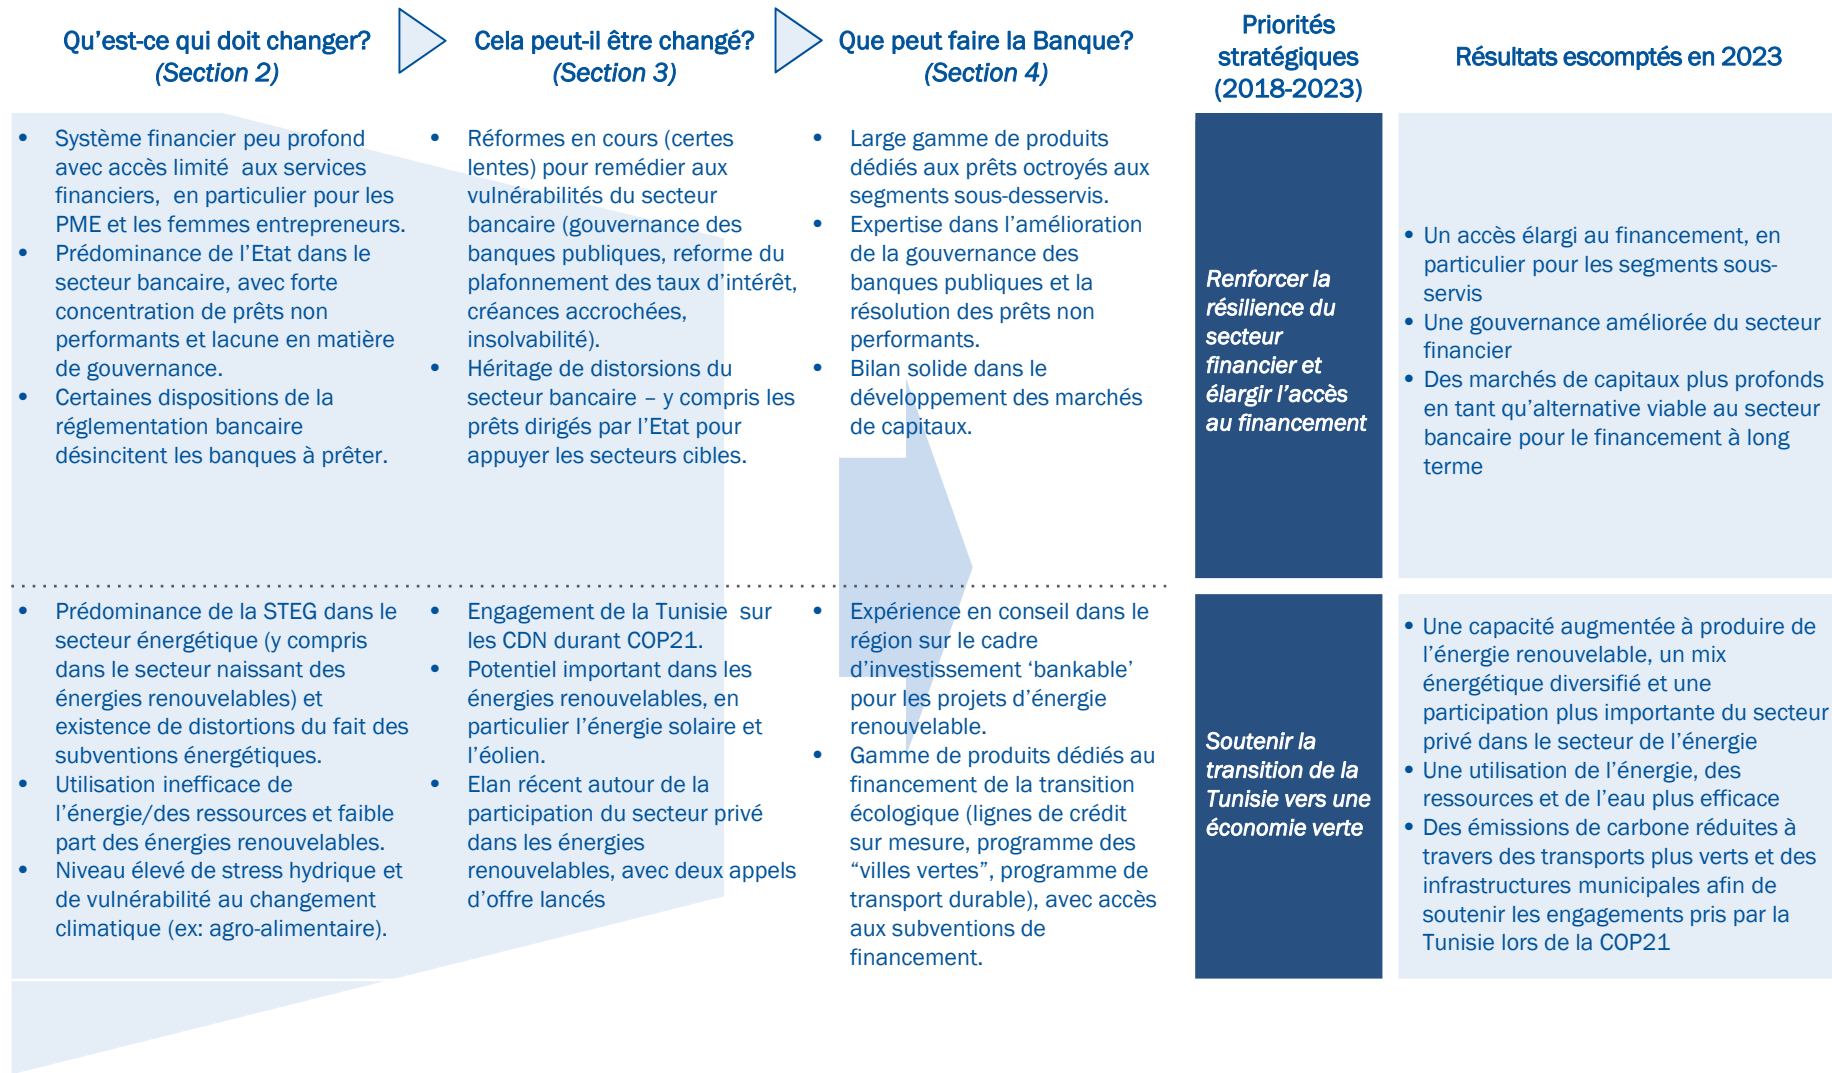 Qu’est-ce qui doit changer?
(Section 2)
Cela peut-il être changé?
(Section 3)
Que peut faire la Banque?
(Section 4)
Priorités
stratégiques
(2018-2023)
Résultats escomptés en 2023
• Système financier peu profond
avec accès limité aux services
financiers, en particulier pour les
PME et les femmes entrepreneurs.
• Prédominance de l’Etat dans le
secteur bancaire, avec forte
concentration de prêts non
performants et lacune en matière
de gouvernance.
• Certaines dispositions de la
réglementation bancaire
désincitent les banques à prêter.
• Réformes en cours (certes
lentes) pour remédier aux
vulnérabilités du secteur
bancaire (gouvernance des
banques publiques, reforme du
plafonnement des taux d’intérêt,
créances accrochées,
insolvabilité).
• Héritage de distorsions du
secteur bancaire – y compris les
prêts dirigés par l’Etat pour
appuyer les secteurs cibles.
• Large gamme de produits
dédiés aux prêts octroyés aux
segments sous-desservis.
• Expertise dans l’amélioration
de la gouvernance des
banques publiques et la
résolution des prêts non
performants.
• Bilan solide dans le
développement des marchés
de capitaux.
Renforcer la
résilience du
secteur
financier et
élargir l’accès
au financement
• Un accès élargi au financement, en
particulier pour les segments sous-
servis
• Une gouvernance améliorée du secteur
financier
• Des marchés de capitaux plus profonds
en tant qu’alternative viable au secteur
bancaire pour le financement à long
terme
• Prédominance de la STEG dans le
secteur énergétique (y compris
dans le secteur naissant des
énergies renouvelables) et
existence de distortions du fait des
subventions énergétiques.
• Utilisation inefficace de
l’énergie/des ressources et faible
part des énergies renouvelables.
• Niveau élevé de stress hydrique et
de vulnérabilité au changement
climatique (ex: agro-alimentaire).
• Engagement de la Tunisie sur
les CDN durant COP21.
• Potentiel important dans les
énergies renouvelables, en
particulier l’énergie solaire et
l’éolien.
• Elan récent autour de la
participation du secteur privé
dans les énergies
renouvelables, avec deux appels
d’offre lancés
• Expérience en conseil dans le
région sur le cadre
d’investissement ‘bankable’
pour les projets d’énergie
renouvelable.
• Gamme de produits dédiés au
financement de la transition
écologique (lignes de crédit
sur mesure, programme des
“villes vertes”, programme de
transport durable), avec accès
aux subventions de
financement.
Soutenir la
transition de la
Tunisie vers une
économie verte
• Une capacité augmentée à produire de
l’énergie renouvelable, un mix
énergétique diversifié et une
participation plus importante du secteur
privé dans le secteur de l’énergie
• Une utilisation de l’énergie, des
ressources et de l’eau plus efficace
• Des émissions de carbone réduites à
travers des transports plus verts et des
infrastructures municipales afin de
soutenir les engagements pris par la
Tunisie lors de la COP21